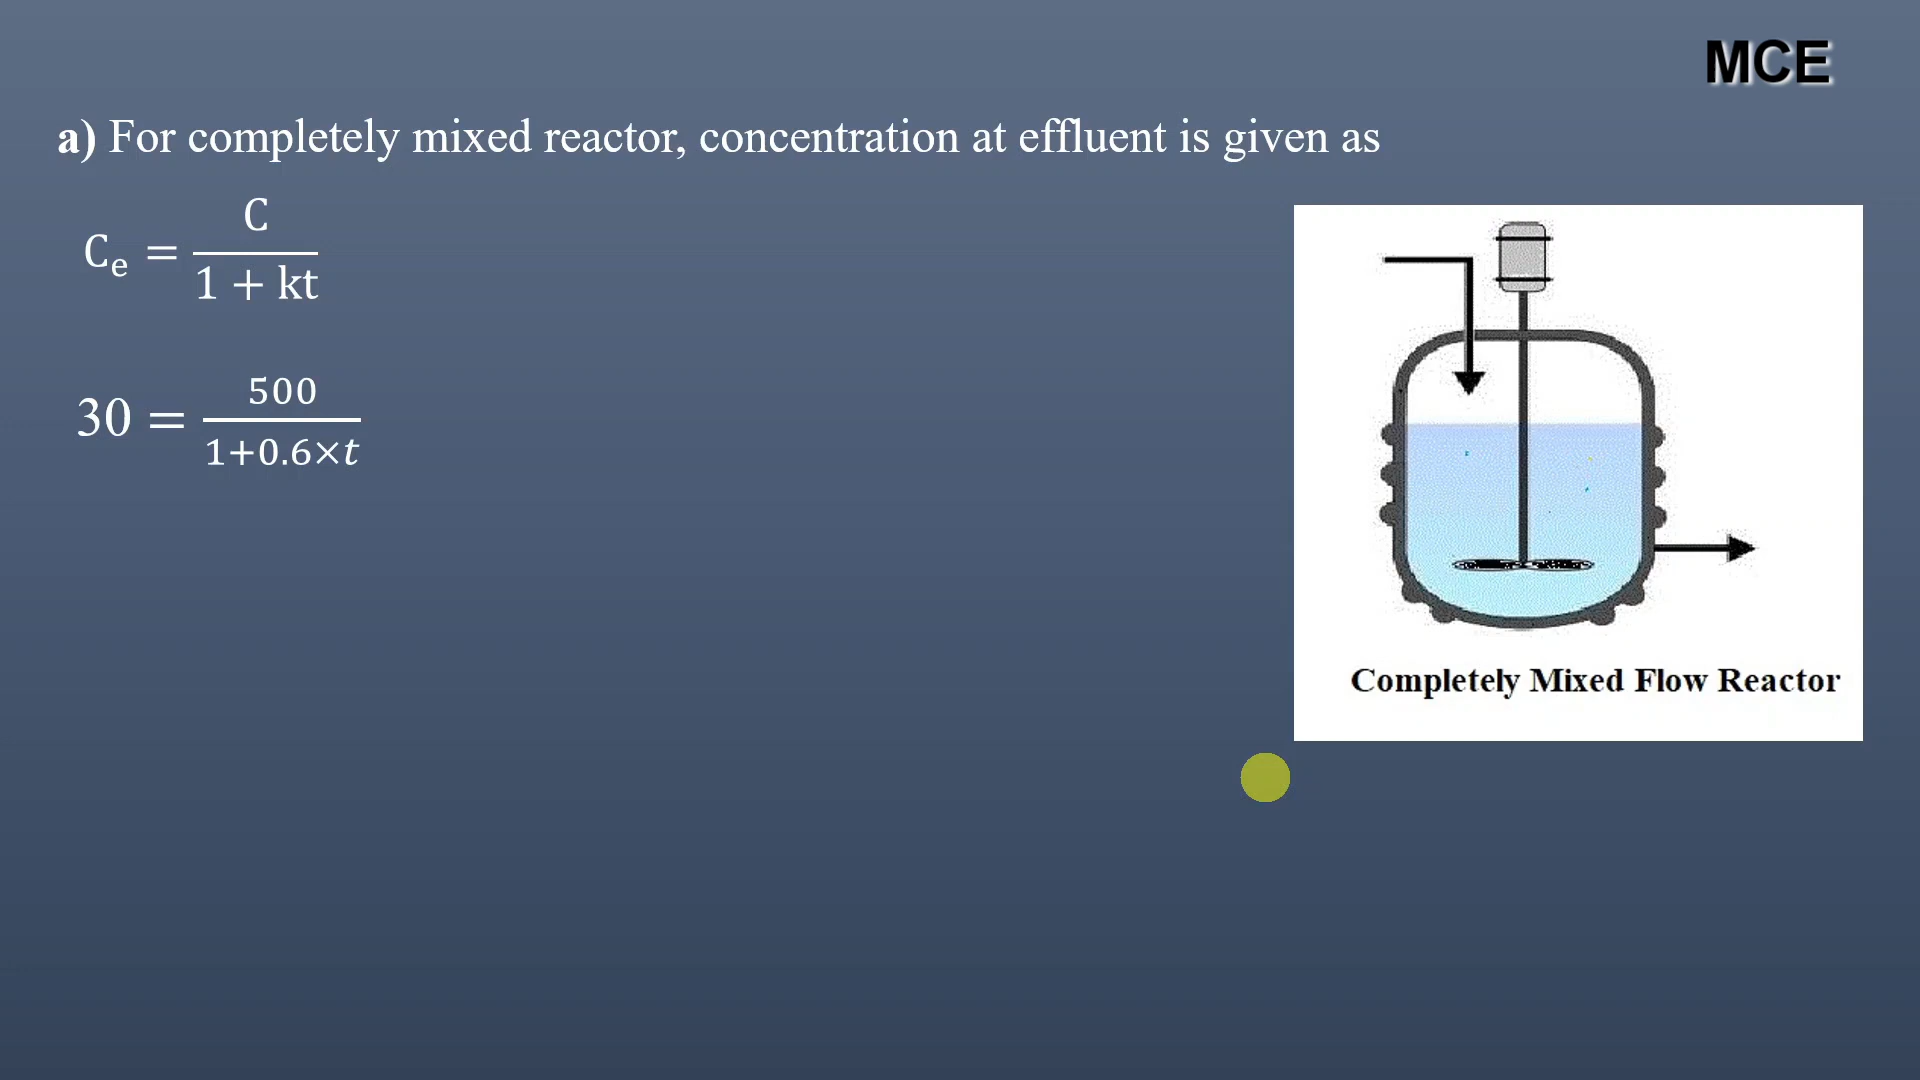 MCE
a) For completely mixed reactor, concentration at effluent is given as
Cₑ = C / (1 + kt)
30 = 500 / (1+0.6×t)
Completely Mixed Flow Reactor